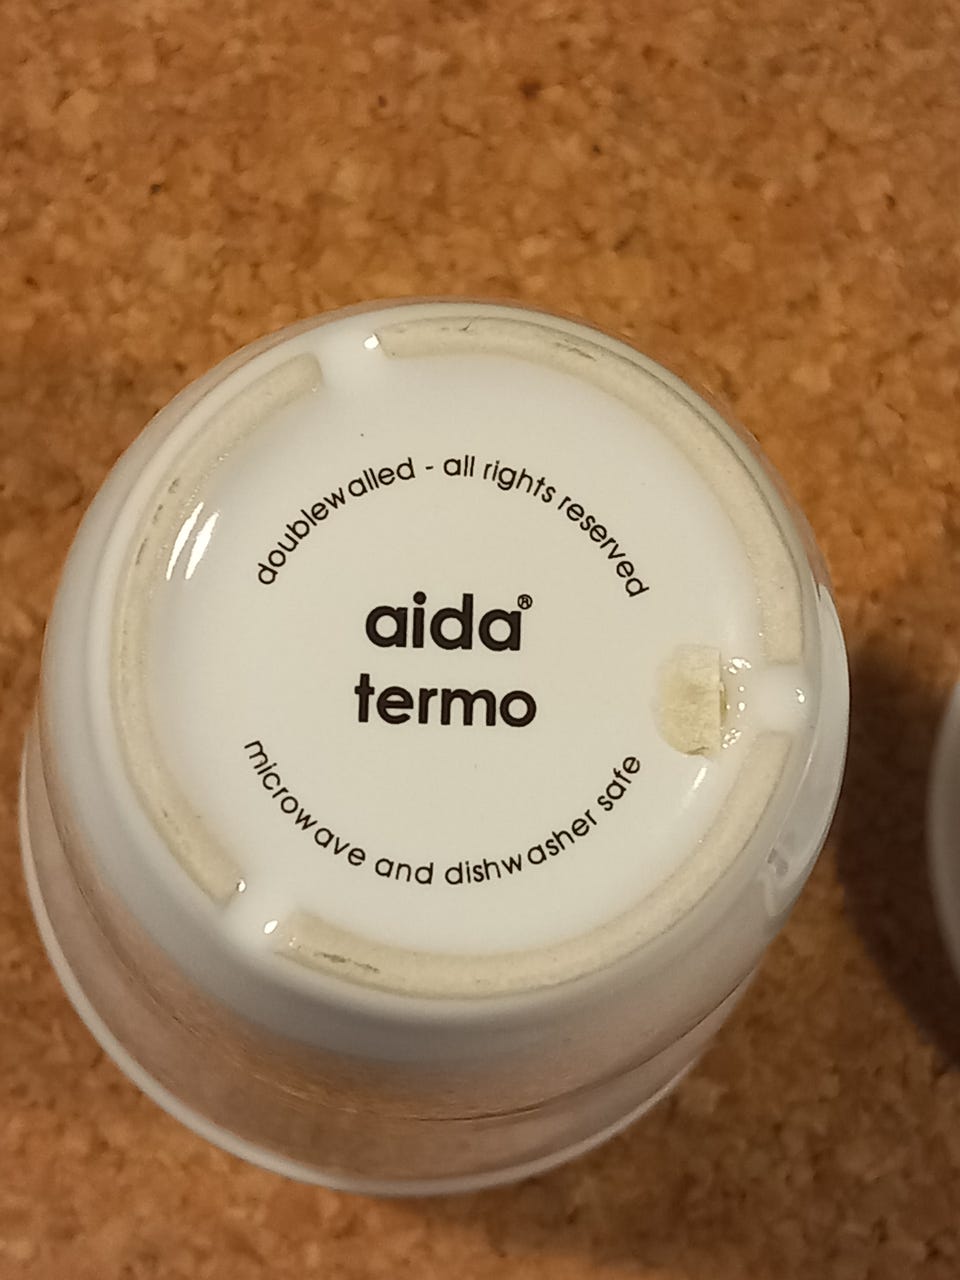 doublewalled - all rights reserved
aida®
termo
microwave and dishwasher safe